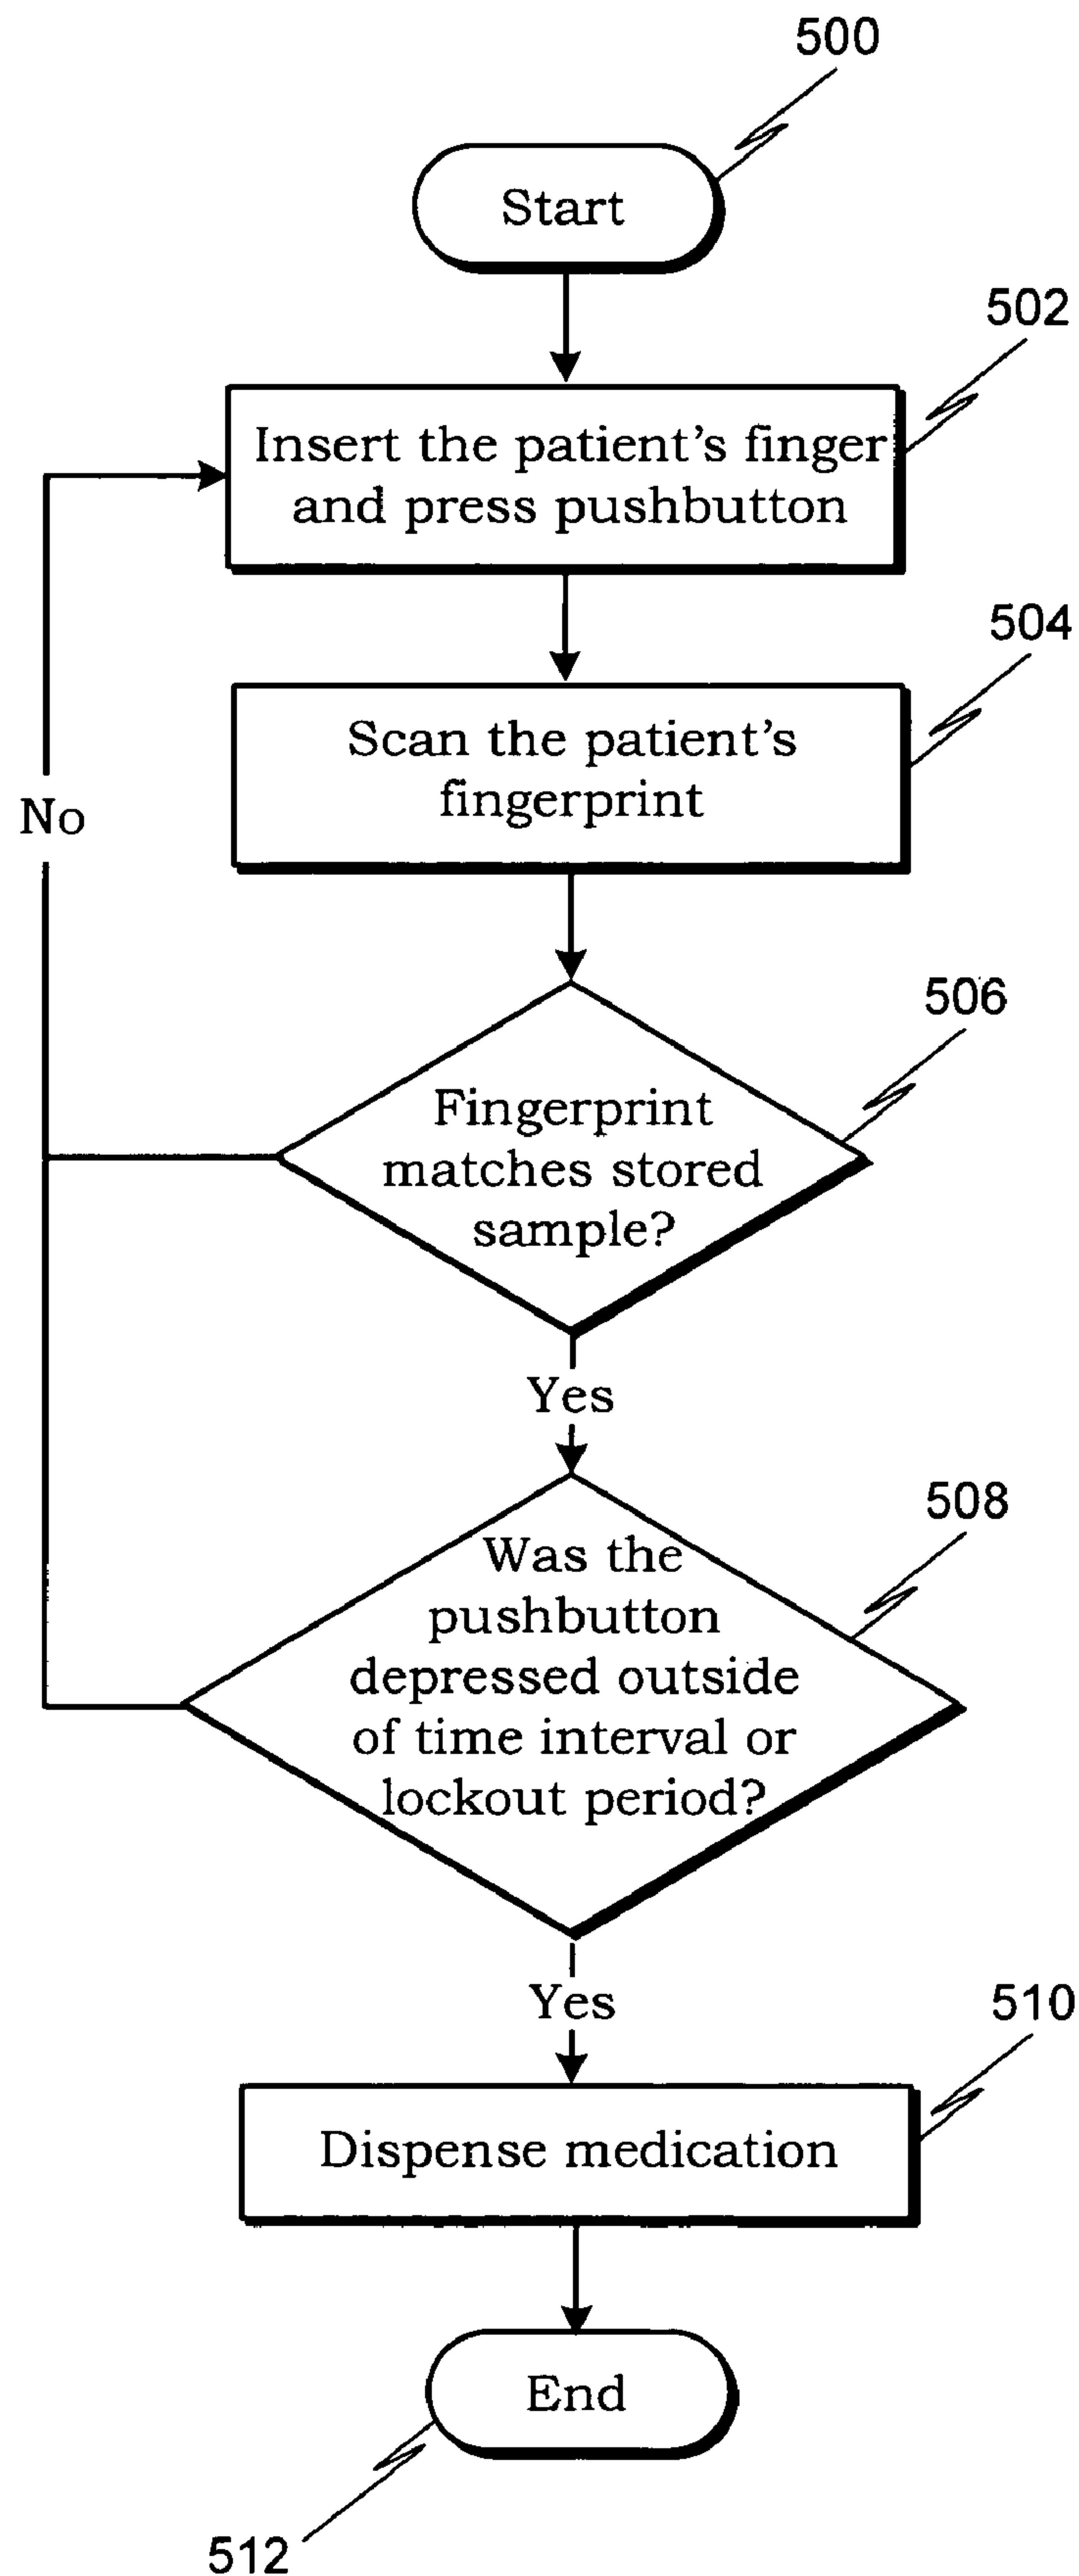 500
Start
502
Insert the patient's finger
and press pushbutton
504
Scan the patient's
fingerprint
No
506
Fingerprint
matches stored
sample?
Yes
508
Was the
pushbutton
depressed outside
of time interval or
lockout period?
Yes
510
Dispense medication
End
512